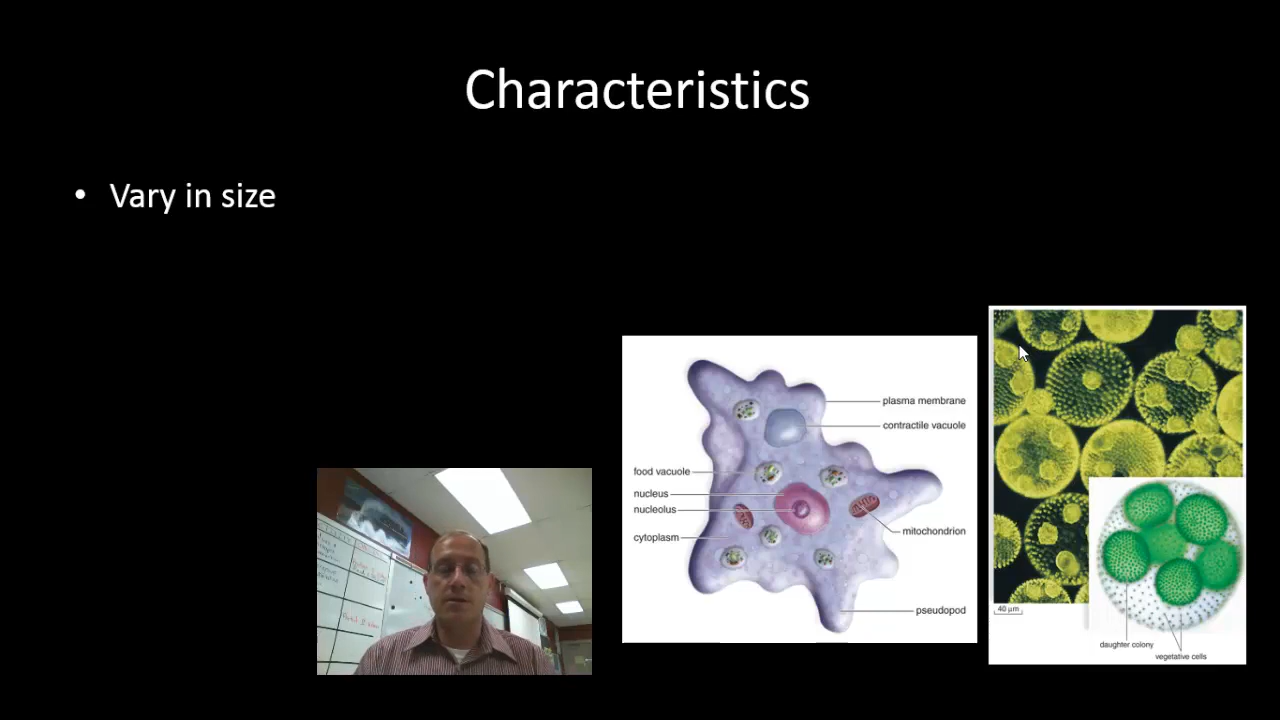 Characteristics
• Vary in size
plasma membrane
contractile vacuole
food vacuole
nucleus
nucleolus
cytoplasm
mitochondrion
pseudopod
40 µm
daughter colony
vegetative cells